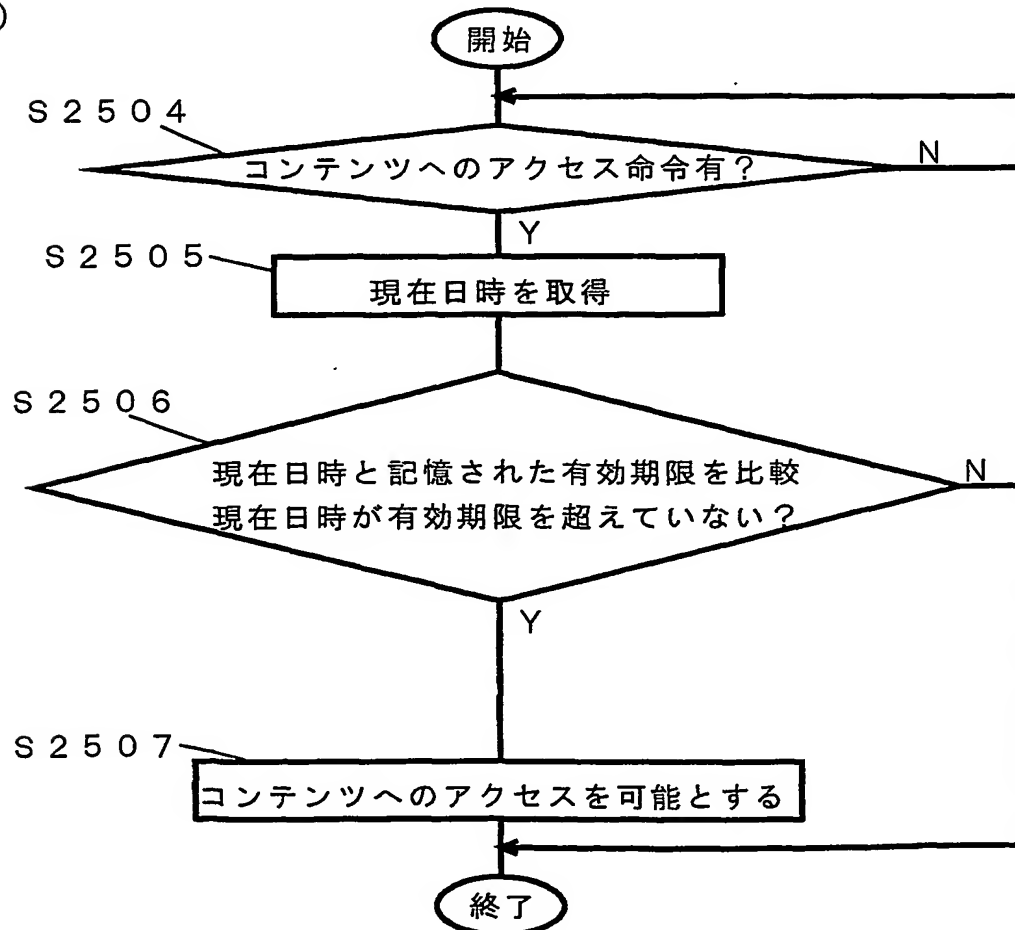 開始
S2504
コンテンツへのアクセス命令有?
N
Y
S2505
現在日時を取得
S2506
現在日時と記憶された有効期限を比較
現在日時が有効期限を超えていない?
N
Y
S2507
コンテンツへのアクセスを可能とする
終了